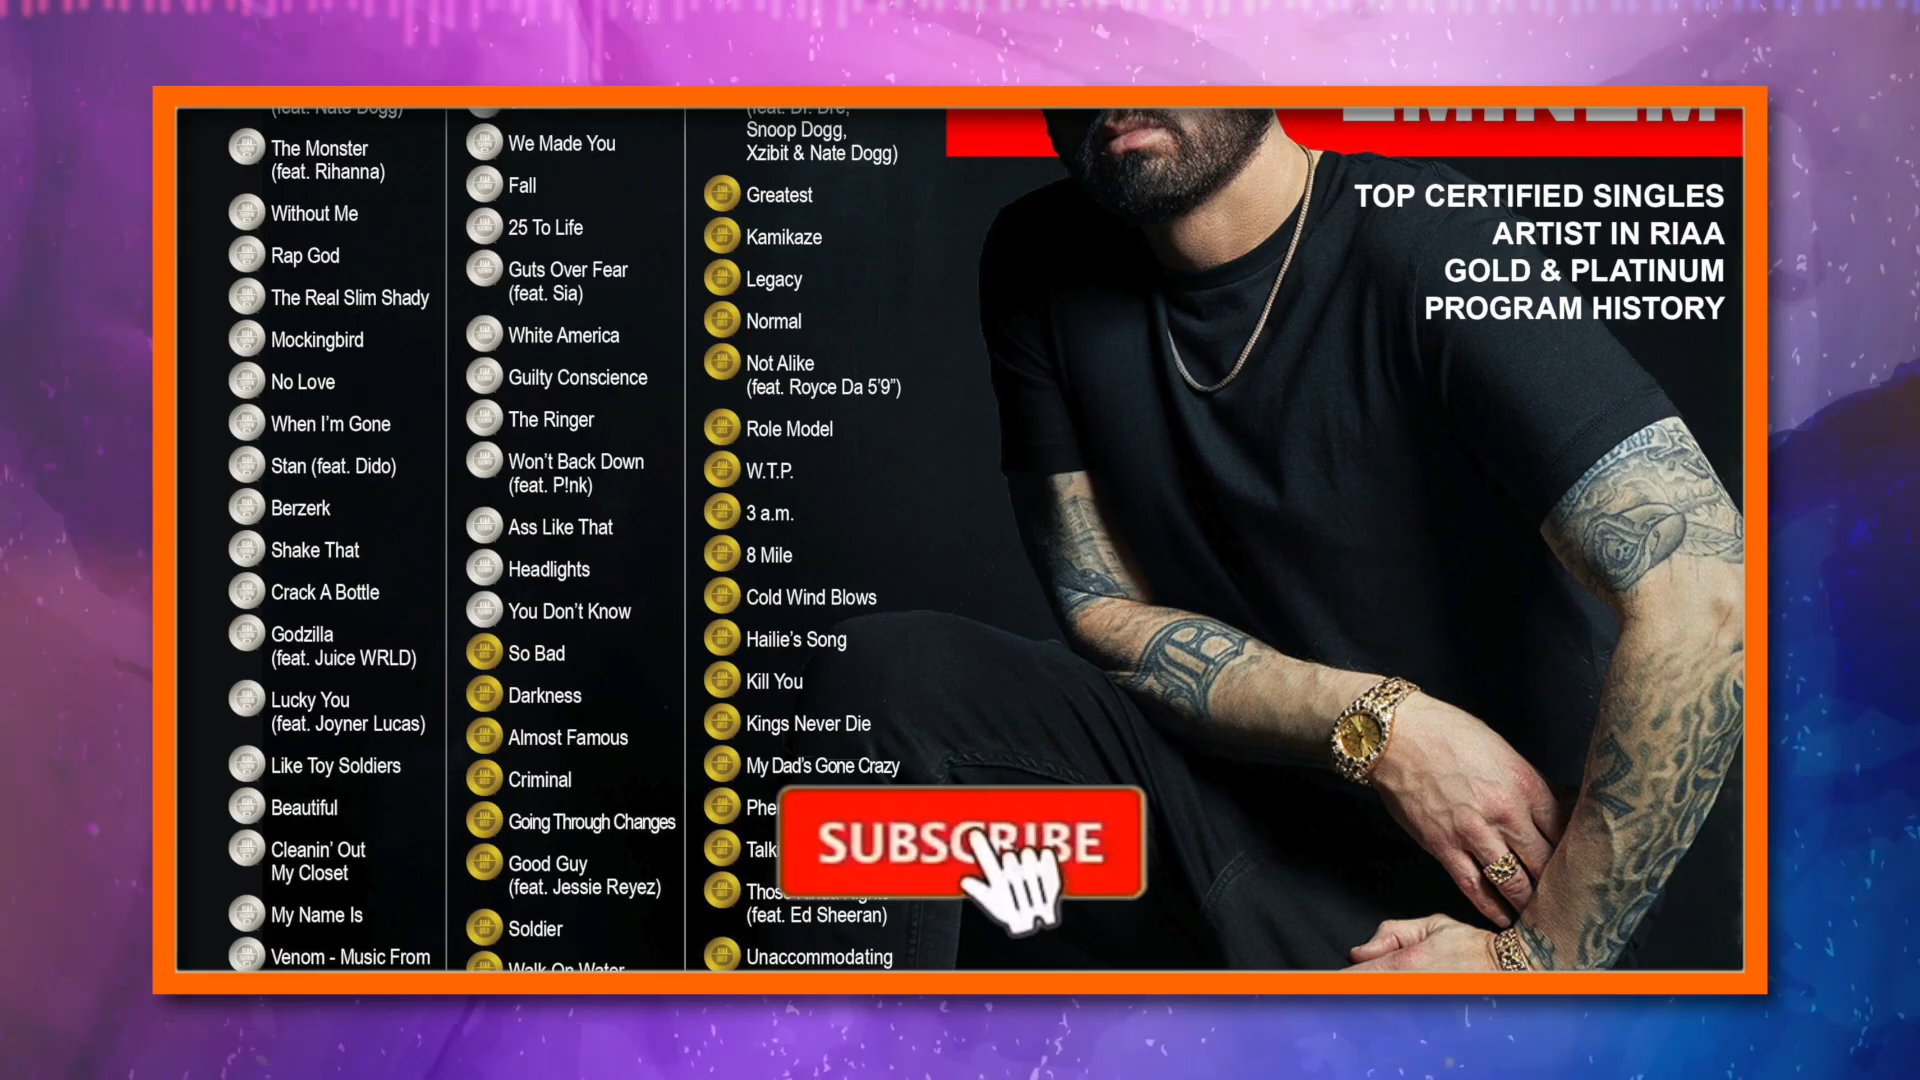 (feat. Nate Dogg)
The Monster
(feat. Rihanna)
Without Me
Rap God
The Real Slim Shady
Mockingbird
No Love
When I'm Gone
Stan (feat. Dido)
Berzerk
Shake That
Crack A Bottle
Godzilla
(feat. Juice WRLD)
Lucky You
(feat. Joyner Lucas)
Like Toy Soldiers
Beautiful
Cleanin' Out
My Closet
My Name Is
Venom - Music From
We Made You
Fall
25 To Life
Guts Over Fear
(feat. Sia)
White America
Guilty Conscience
The Ringer
Won't Back Down
(feat. P!nk)
Ass Like That
Headlights
You Don't Know
So Bad
Darkness
Almost Famous
Criminal
Going Through Changes
Good Guy
(feat. Jessie Reyez)
Soldier
Walk On Water
(feat. Dr. Dre,
Snoop Dogg,
Xzibit & Nate Dogg)
Greatest
Kamikaze
Legacy
Normal
Not Alike
(feat. Royce Da 5'9")
Role Model
W.T.P.
3 a.m.
8 Mile
Cold Wind Blows
Hailie's Song
Kill You
Kings Never Die
My Dad's Gone Crazy
(feat. Ed Sheeran)
Unaccommodating
EMINEM
TOP CERTIFIED SINGLES
ARTIST IN RIAA
GOLD & PLATINUM
PROGRAM HISTORY
SUBSCRIBE